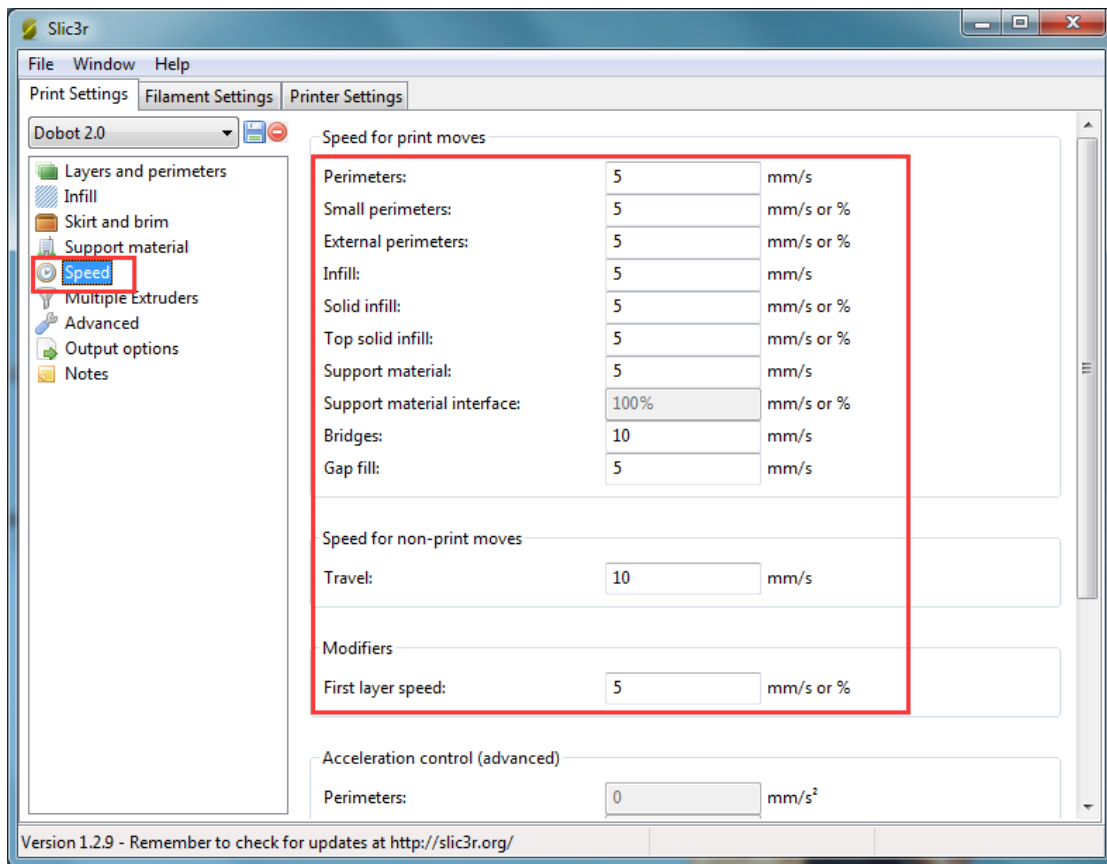 Slic3r
File Window Help
Print Settings Filament Settings Printer Settings
Dobot 2.0
Layers and perimeters
Infill
Skirt and brim
Support material
Speed
Multiple Extruders
Advanced
Output options
Notes
Speed for print moves
Perimeters: 5 mm/s
Small perimeters: 5 mm/s or %
External perimeters: 5 mm/s or %
Infill: 5 mm/s
Solid infill: 5 mm/s or %
Top solid infill: 5 mm/s or %
Support material: 5 mm/s
Support material interface: 100% mm/s or %
Bridges: 10 mm/s
Gap fill: 5 mm/s
Speed for non-print moves
Travel: 10 mm/s
Modifiers
First layer speed: 5 mm/s or %
Acceleration control (advanced)
Perimeters: 0 mm/s²
Version 1.2.9 - Remember to check for updates at http://slic3r.org/